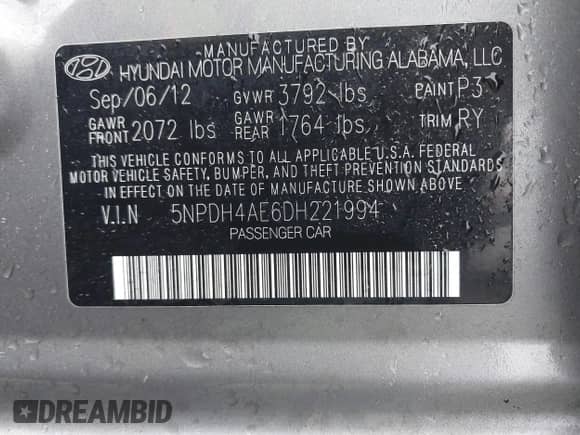 MANUFACTURED BY
HYUNDAI MOTOR MANUFACTURING ALABAMA, LLC
Sep/06/12 GVWR 3792 lbs PAINT P3
GAWR FRONT 2072 lbs GAWR REAR 1764 lbs TRIM RY
THIS VEHICLE CONFORMS TO ALL APPLICABLE U.S.A. FEDERAL
MOTOR VEHICLE SAFETY, BUMPER, AND THEFT PREVENTION STANDARDS
IN EFFECT ON THE DATE OF MANUFACTURE SHOWN ABOVE.
V.I.N 5NPDH4AE6DH221994
PASSENGER CAR
DREAMBID